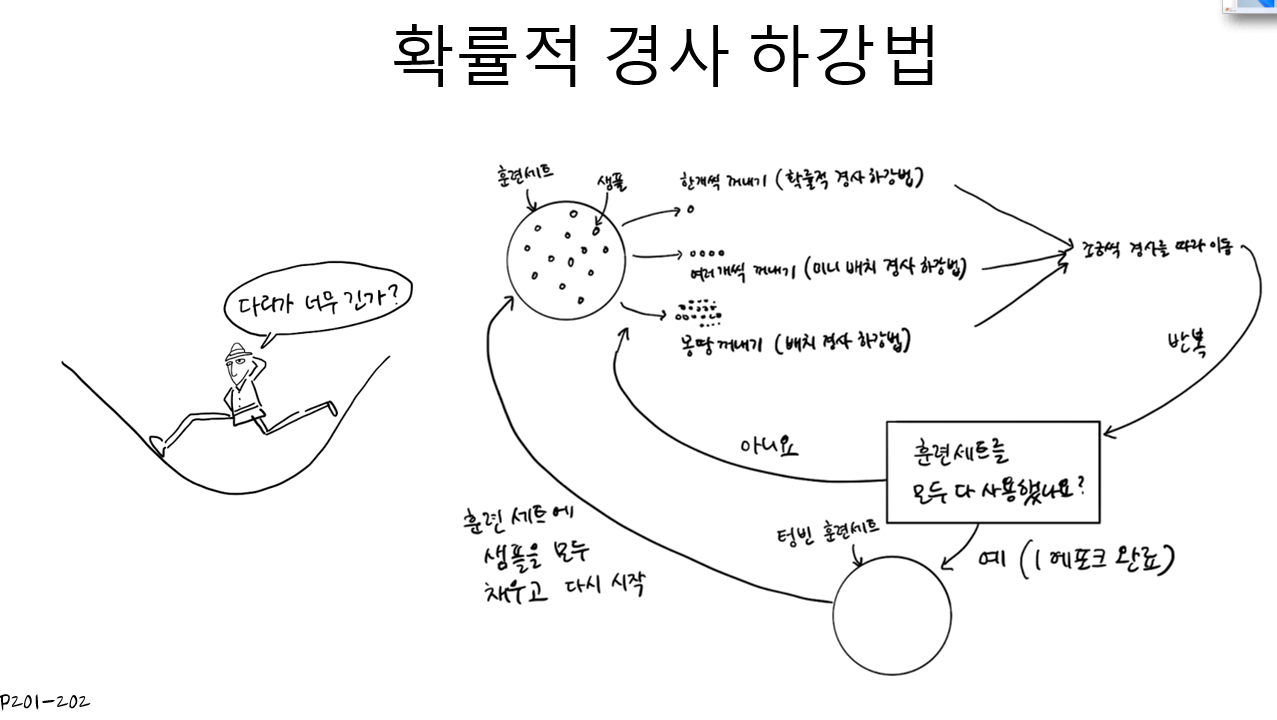 확률적 경사 하강법
훈련세트
샘플
한개씩 꺼내기 (확률적 경사 하강법)
여러개씩 꺼내기 (미니 배치 경사 하강법)
몽땅 꺼내기 (배치 경사 하강법)
조금씩 경사를 따라 이동
반복
다리가 너무 긴가?
훈련세트를
모두 다 사용했나요?
아니요
예 (1 에포크 완료)
텅빈 훈련세트
훈련 세트에
샘플을 모두
채우고 다시 시작
P201-202